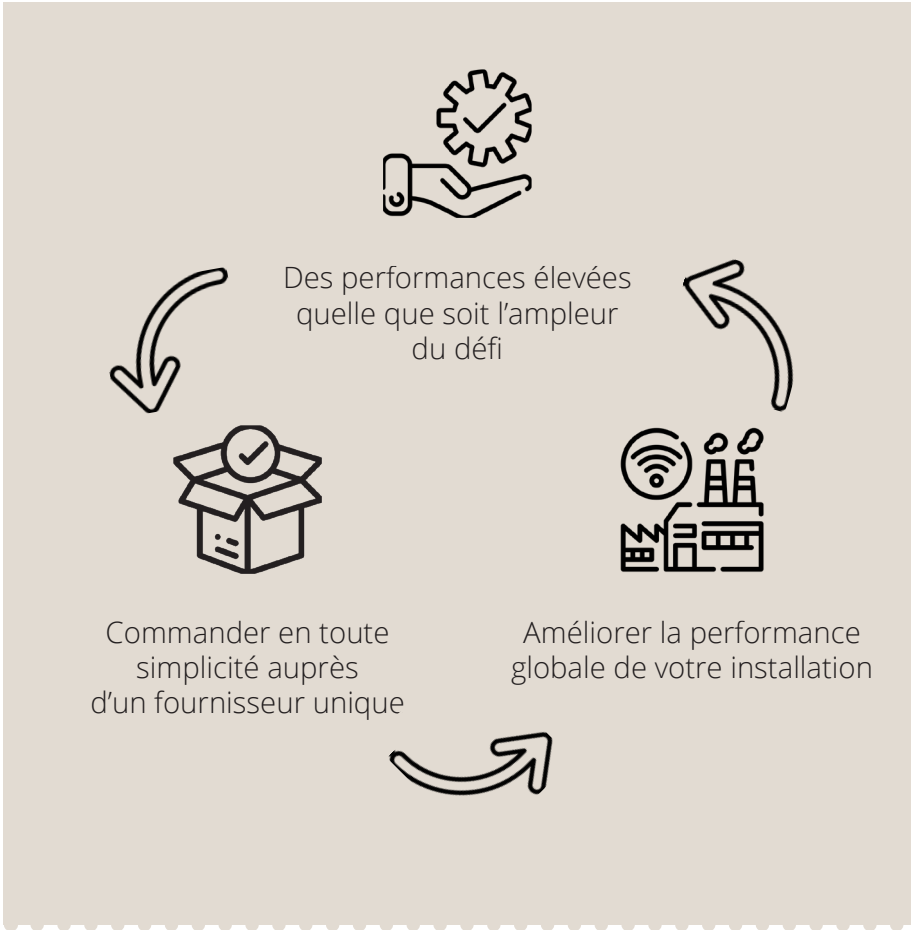 Des performances élevées
quelle que soit l’ampleur
du défi
Commander en toute
simplicité auprès
d’un fournisseur unique
Améliorer la performance
globale de votre installation